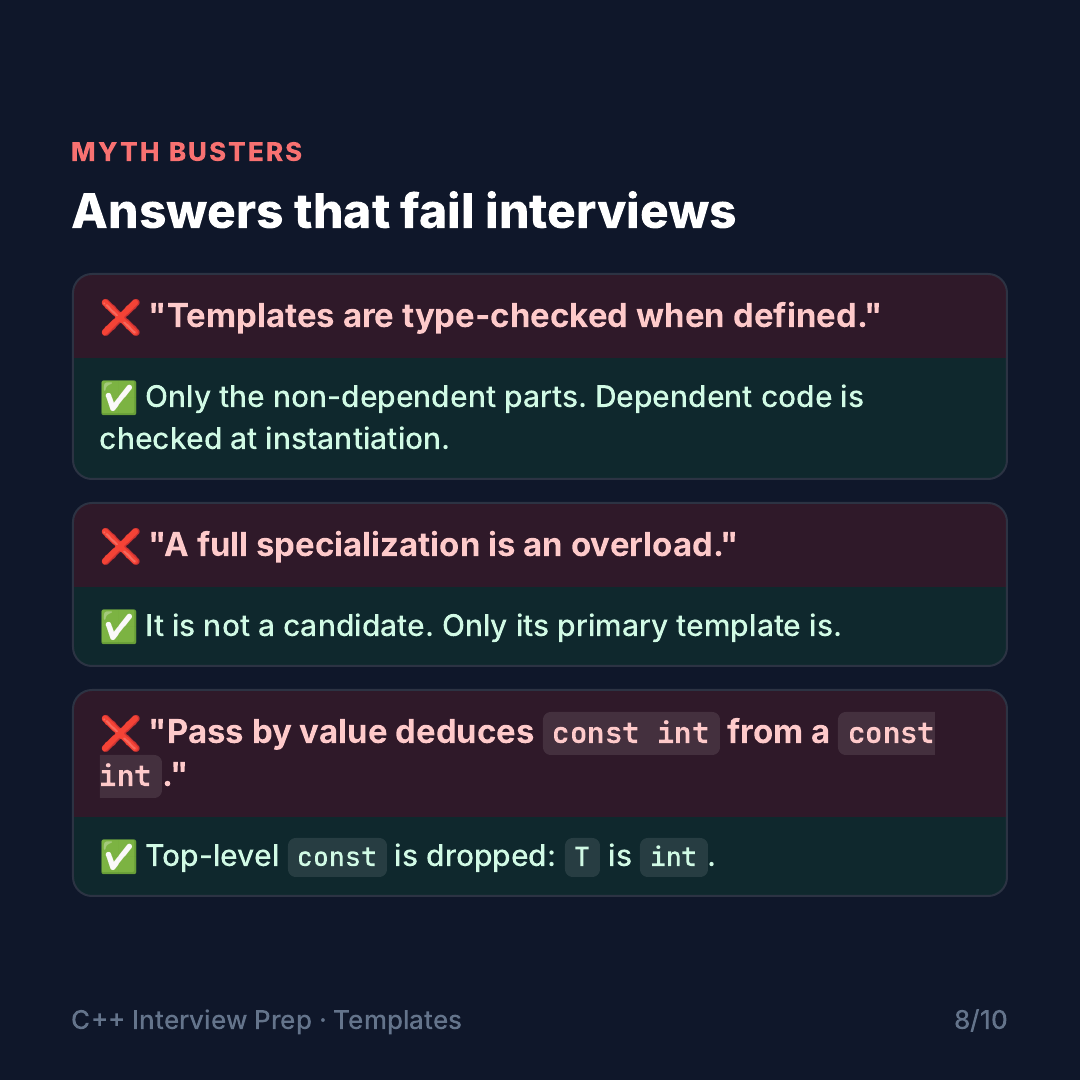 MYTH BUSTERS
Answers that fail interviews
❌ "Templates are type-checked when defined."
✅ Only the non-dependent parts. Dependent code is
checked at instantiation.
❌ "A full specialization is an overload."
✅ It is not a candidate. Only its primary template is.
❌ "Pass by value deduces const int from a const
int."
✅ Top-level const is dropped: T is int.
C++ Interview Prep · Templates
8/10